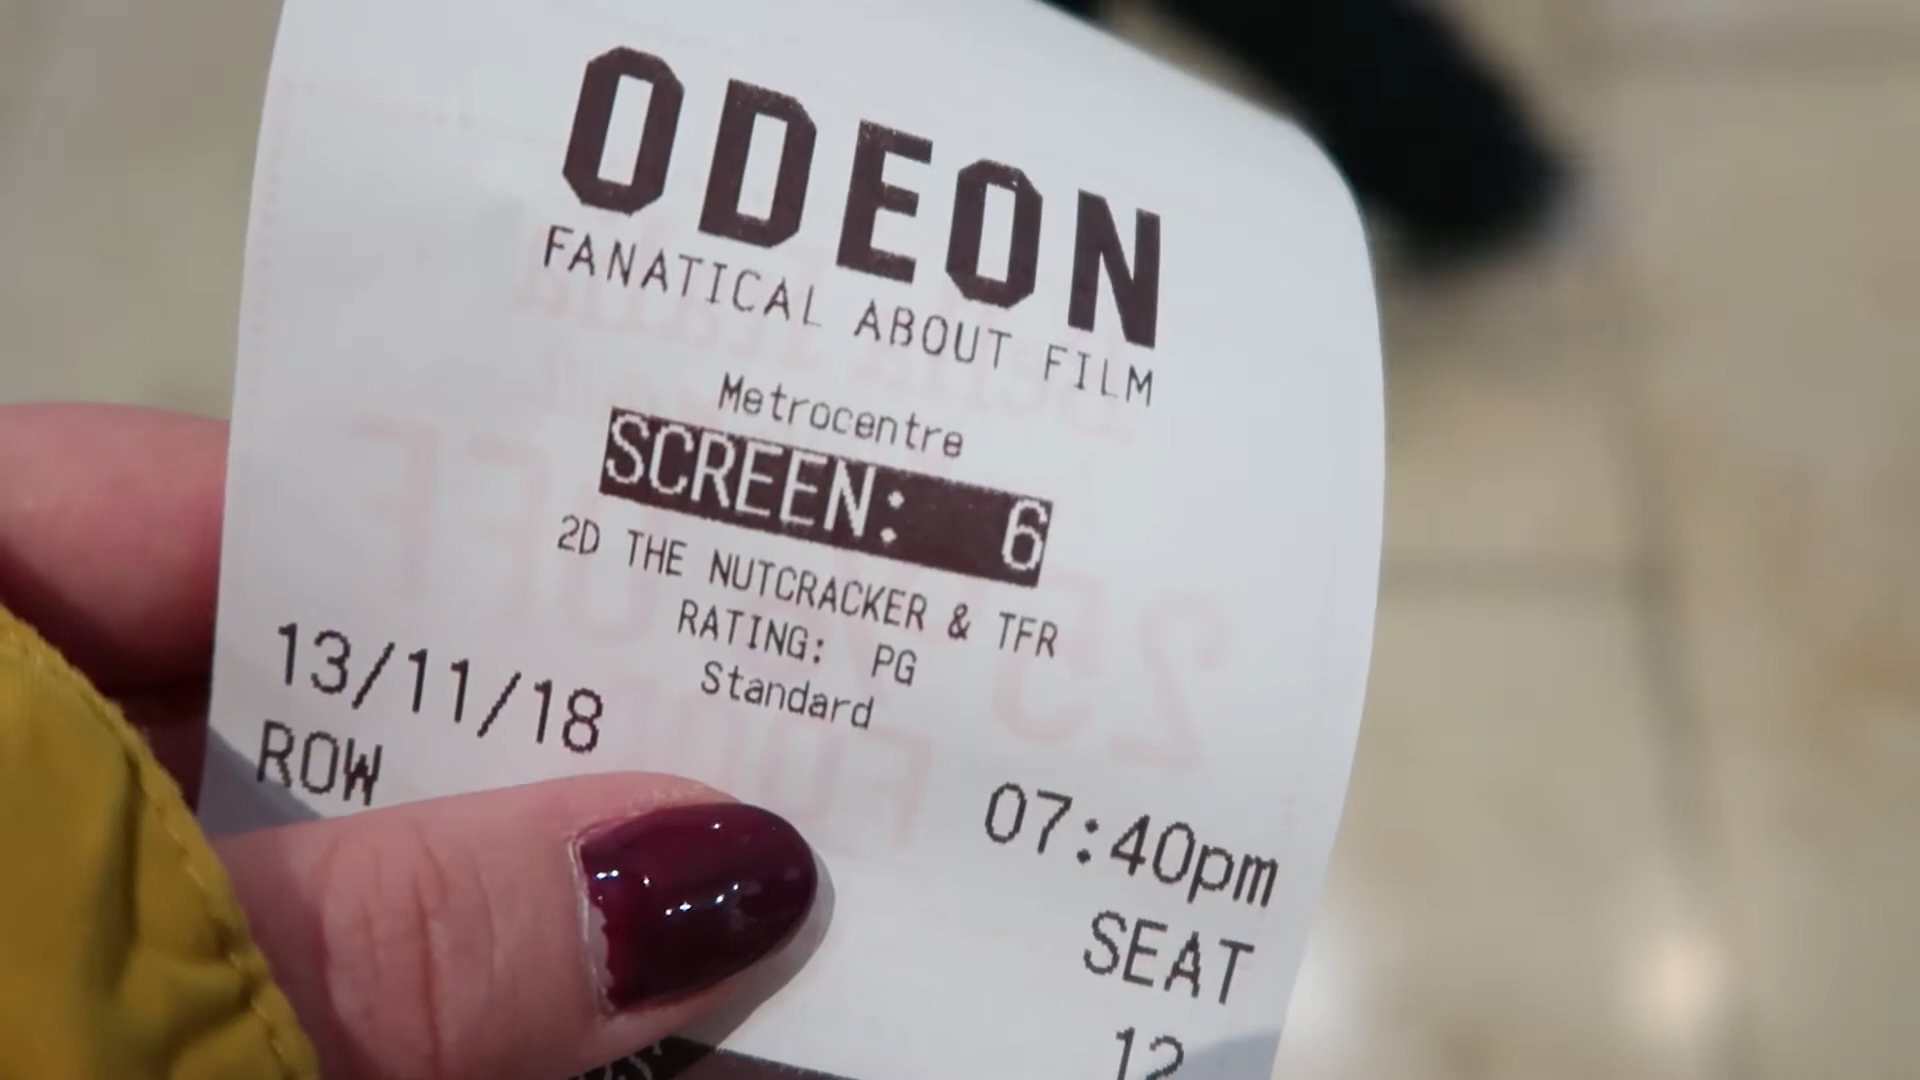 ODEON
FANATICAL ABOUT FILM
Metrocentre
SCREEN: 6
2D THE NUTCRACKER & TFR
RATING: PG
Standard
13/11/18 07:40pm
ROW SEAT
12